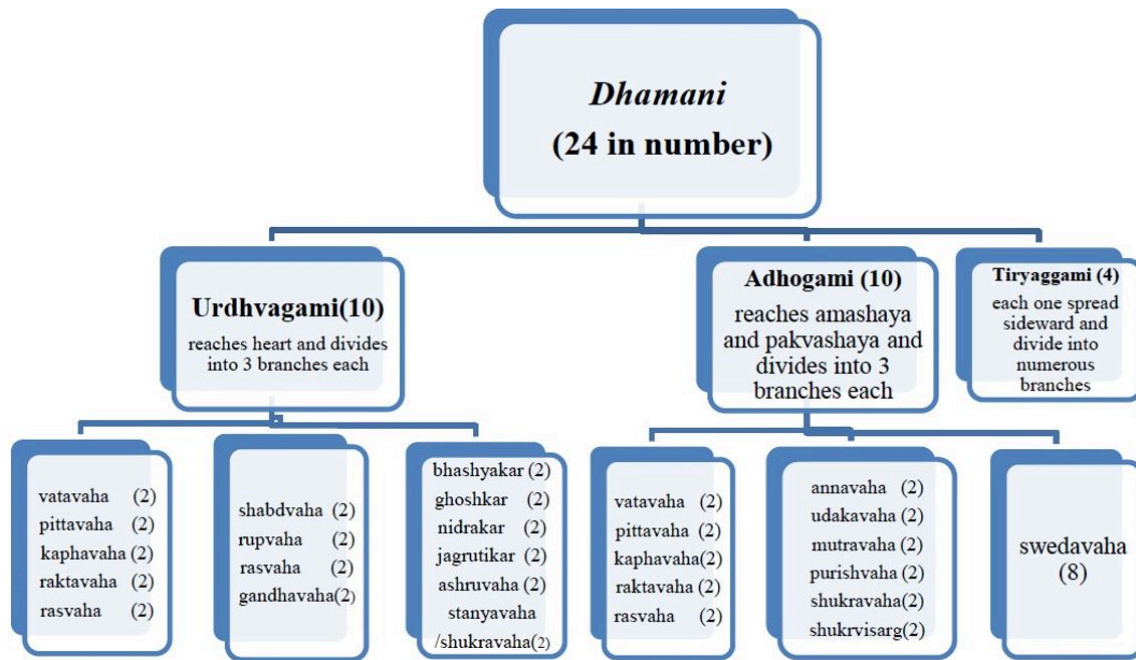 Dhamani
(24 in number)
Urdhvagami(10)
reaches heart and divides
into 3 branches each
Adhogami (10)
reaches amashaya
and pakvashaya and
divides into 3
branches each
Tiryaggami (4)
each one spread
sideward and
divide into
numerous
branches
vatavaha (2)
pittavaha (2)
kaphavaha (2)
raktavaha (2)
rasvaha (2)
shabdvaha (2)
rupvaha (2)
rasvaha (2)
gandhavaha(2)
bhashyakar (2)
ghoshkar (2)
nidrakar (2)
jagrutikar (2)
ashruvaha (2)
stanyavaha
/shukravaha(2)
vatavaha (2)
pittavaha (2)
kaphavaha(2)
raktavaha (2)
rasvaha (2)
annavaha (2)
udakavaha (2)
mutravaha (2)
purishvaha (2)
shukravaha(2)
shukrvisarg(2)
swedavaha
(8)